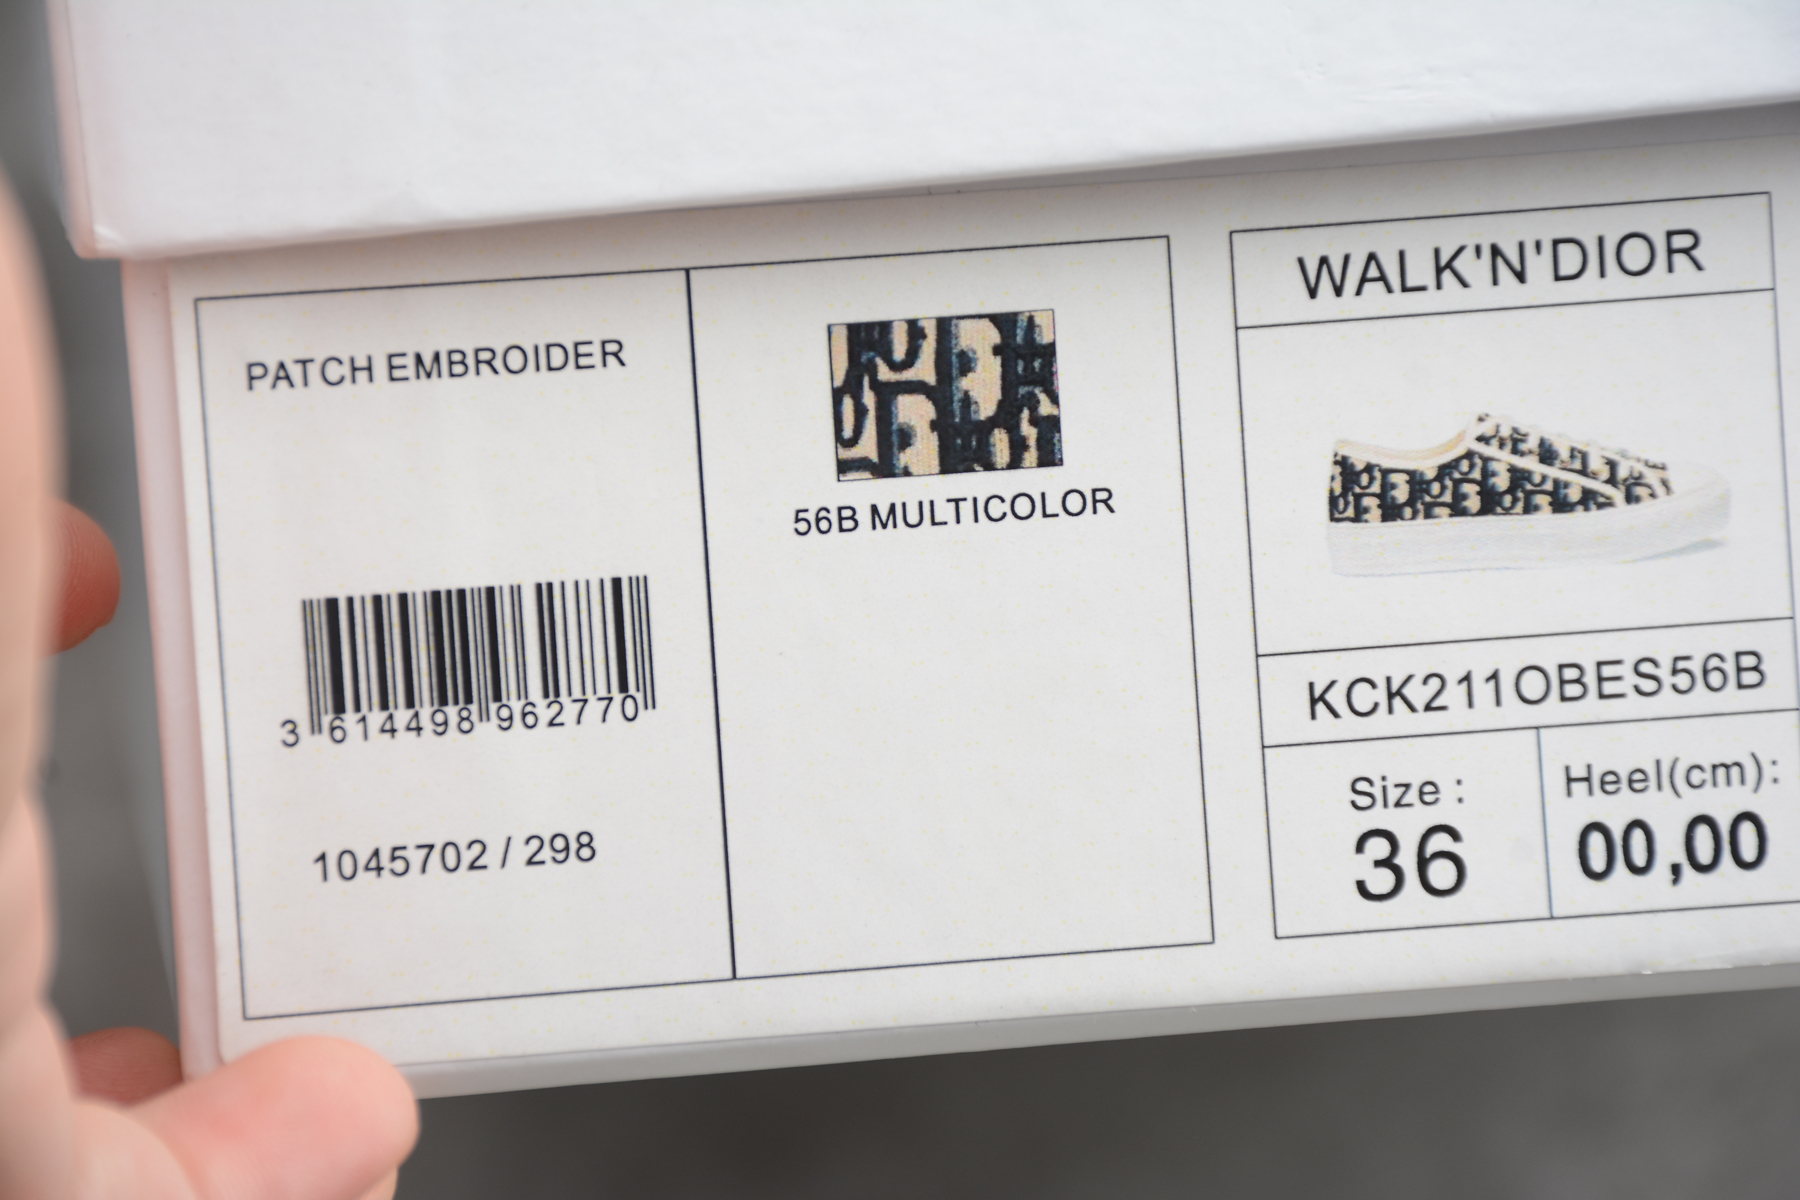 PATCH EMBROIDER
3 614498 962770
1045702 / 298
56B MULTICOLOR
WALK'N'DIOR
KCK211OBES56B
Size :
36
Heel(cm):
00,00